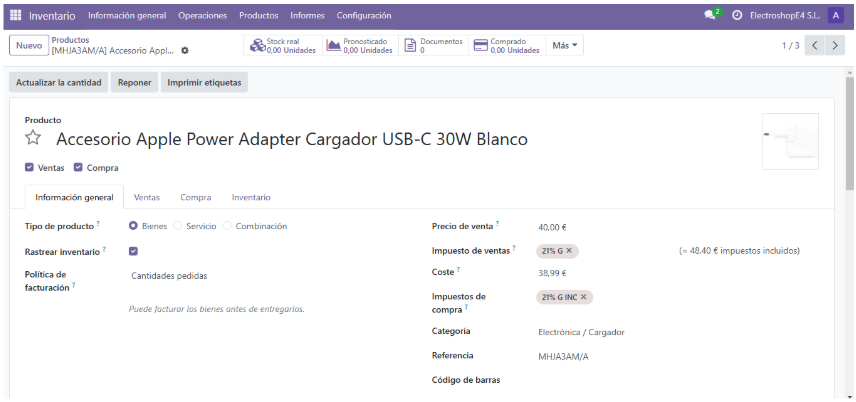 Inventario Información general Operaciones Productos Informes Configuración 2 ElectroshopE4 S.L. A
Nuevo Productos Stock real Pronosticado Documentos Comprado Más 1 / 3
[MHJA3AM/A] Accesorio Appl... 0,00 Unidades 0,00 Unidades 0 0,00 Unidades
Actualizar la cantidad Reponer Imprimir etiquetas
Producto
Accesorio Apple Power Adapter Cargador USB-C 30W Blanco
Ventas Compra
Información general Ventas Compra Inventario
Tipo de producto ? Bienes Servicio Combinación
Rastrear inventario ?
Política de facturación ? Cantidades pedidas
Puede facturar los bienes antes de entregarlos.
Precio de venta ? 40,00 €
Impuesto de ventas ? 21% G × (= 48.40 € impuestos incluidos)
Coste ? 38,99 €
Impuestos de compra ? 21% G INC ×
Categoría Electrónica / Cargador
Referencia MHJA3AM/A
Código de barras